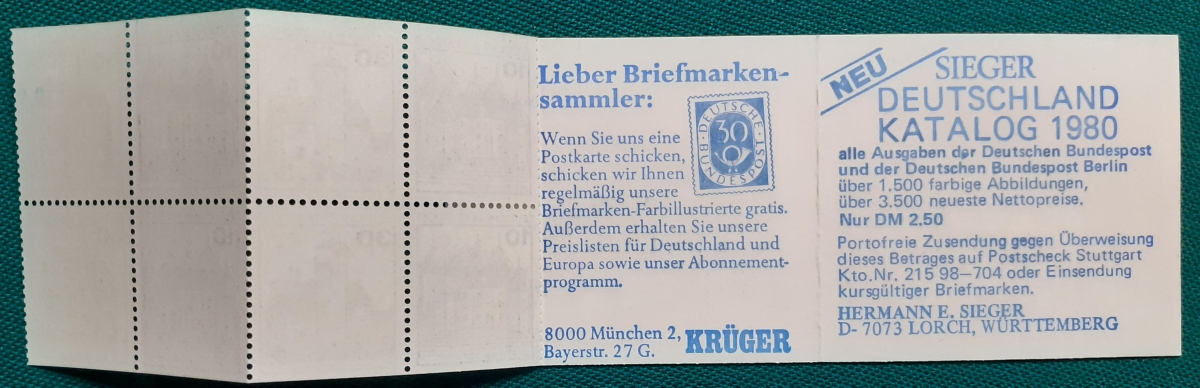 Lieber Briefmarken-
sammler:
Wenn Sie uns eine
Postkarte schicken,
schicken wir Ihnen
regelmäßig unsere
Briefmarken-Farbillustrierte gratis.
Außerdem erhalten Sie unsere
Preislisten für Deutschland und
Europa sowie unser Abonnement-
programm.
DEUTSCHE
BUNDESPOST
30
8000 München 2,
Bayerstr. 27 G.
KRÜGER
NEU
SIEGER
DEUTSCHLAND
KATALOG 1980
alle Ausgaben der Deutschen Bundespost
und der Deutschen Bundespost Berlin
über 1.500 farbige Abbildungen,
über 3.500 neueste Nettopreise.
Nur DM 2.50
Portofreie Zusendung gegen Überweisung
dieses Betrages auf Postscheck Stuttgart
Kto.Nr. 215 98–704 oder Einsendung
kursgültiger Briefmarken.
HERMANN E. SIEGER
D- 7073 LORCH, WÜRTTEMBERG